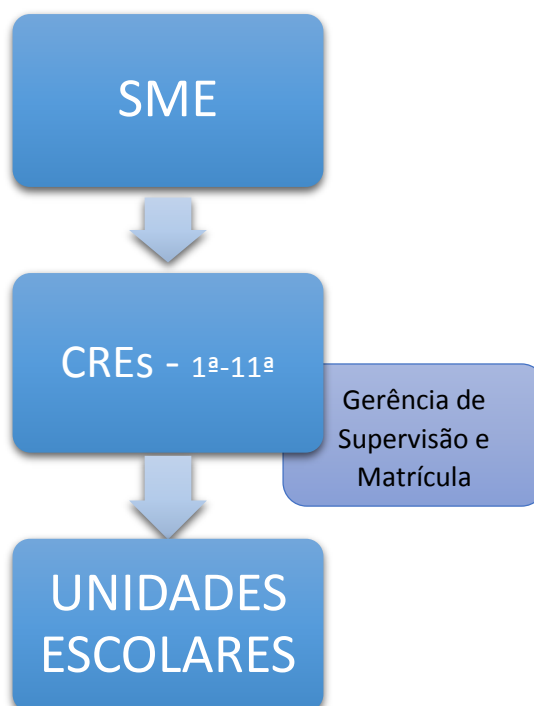 SME
CREs - 1ª-11ª
Gerência de
Supervisão e
Matrícula
UNIDADES
ESCOLARES